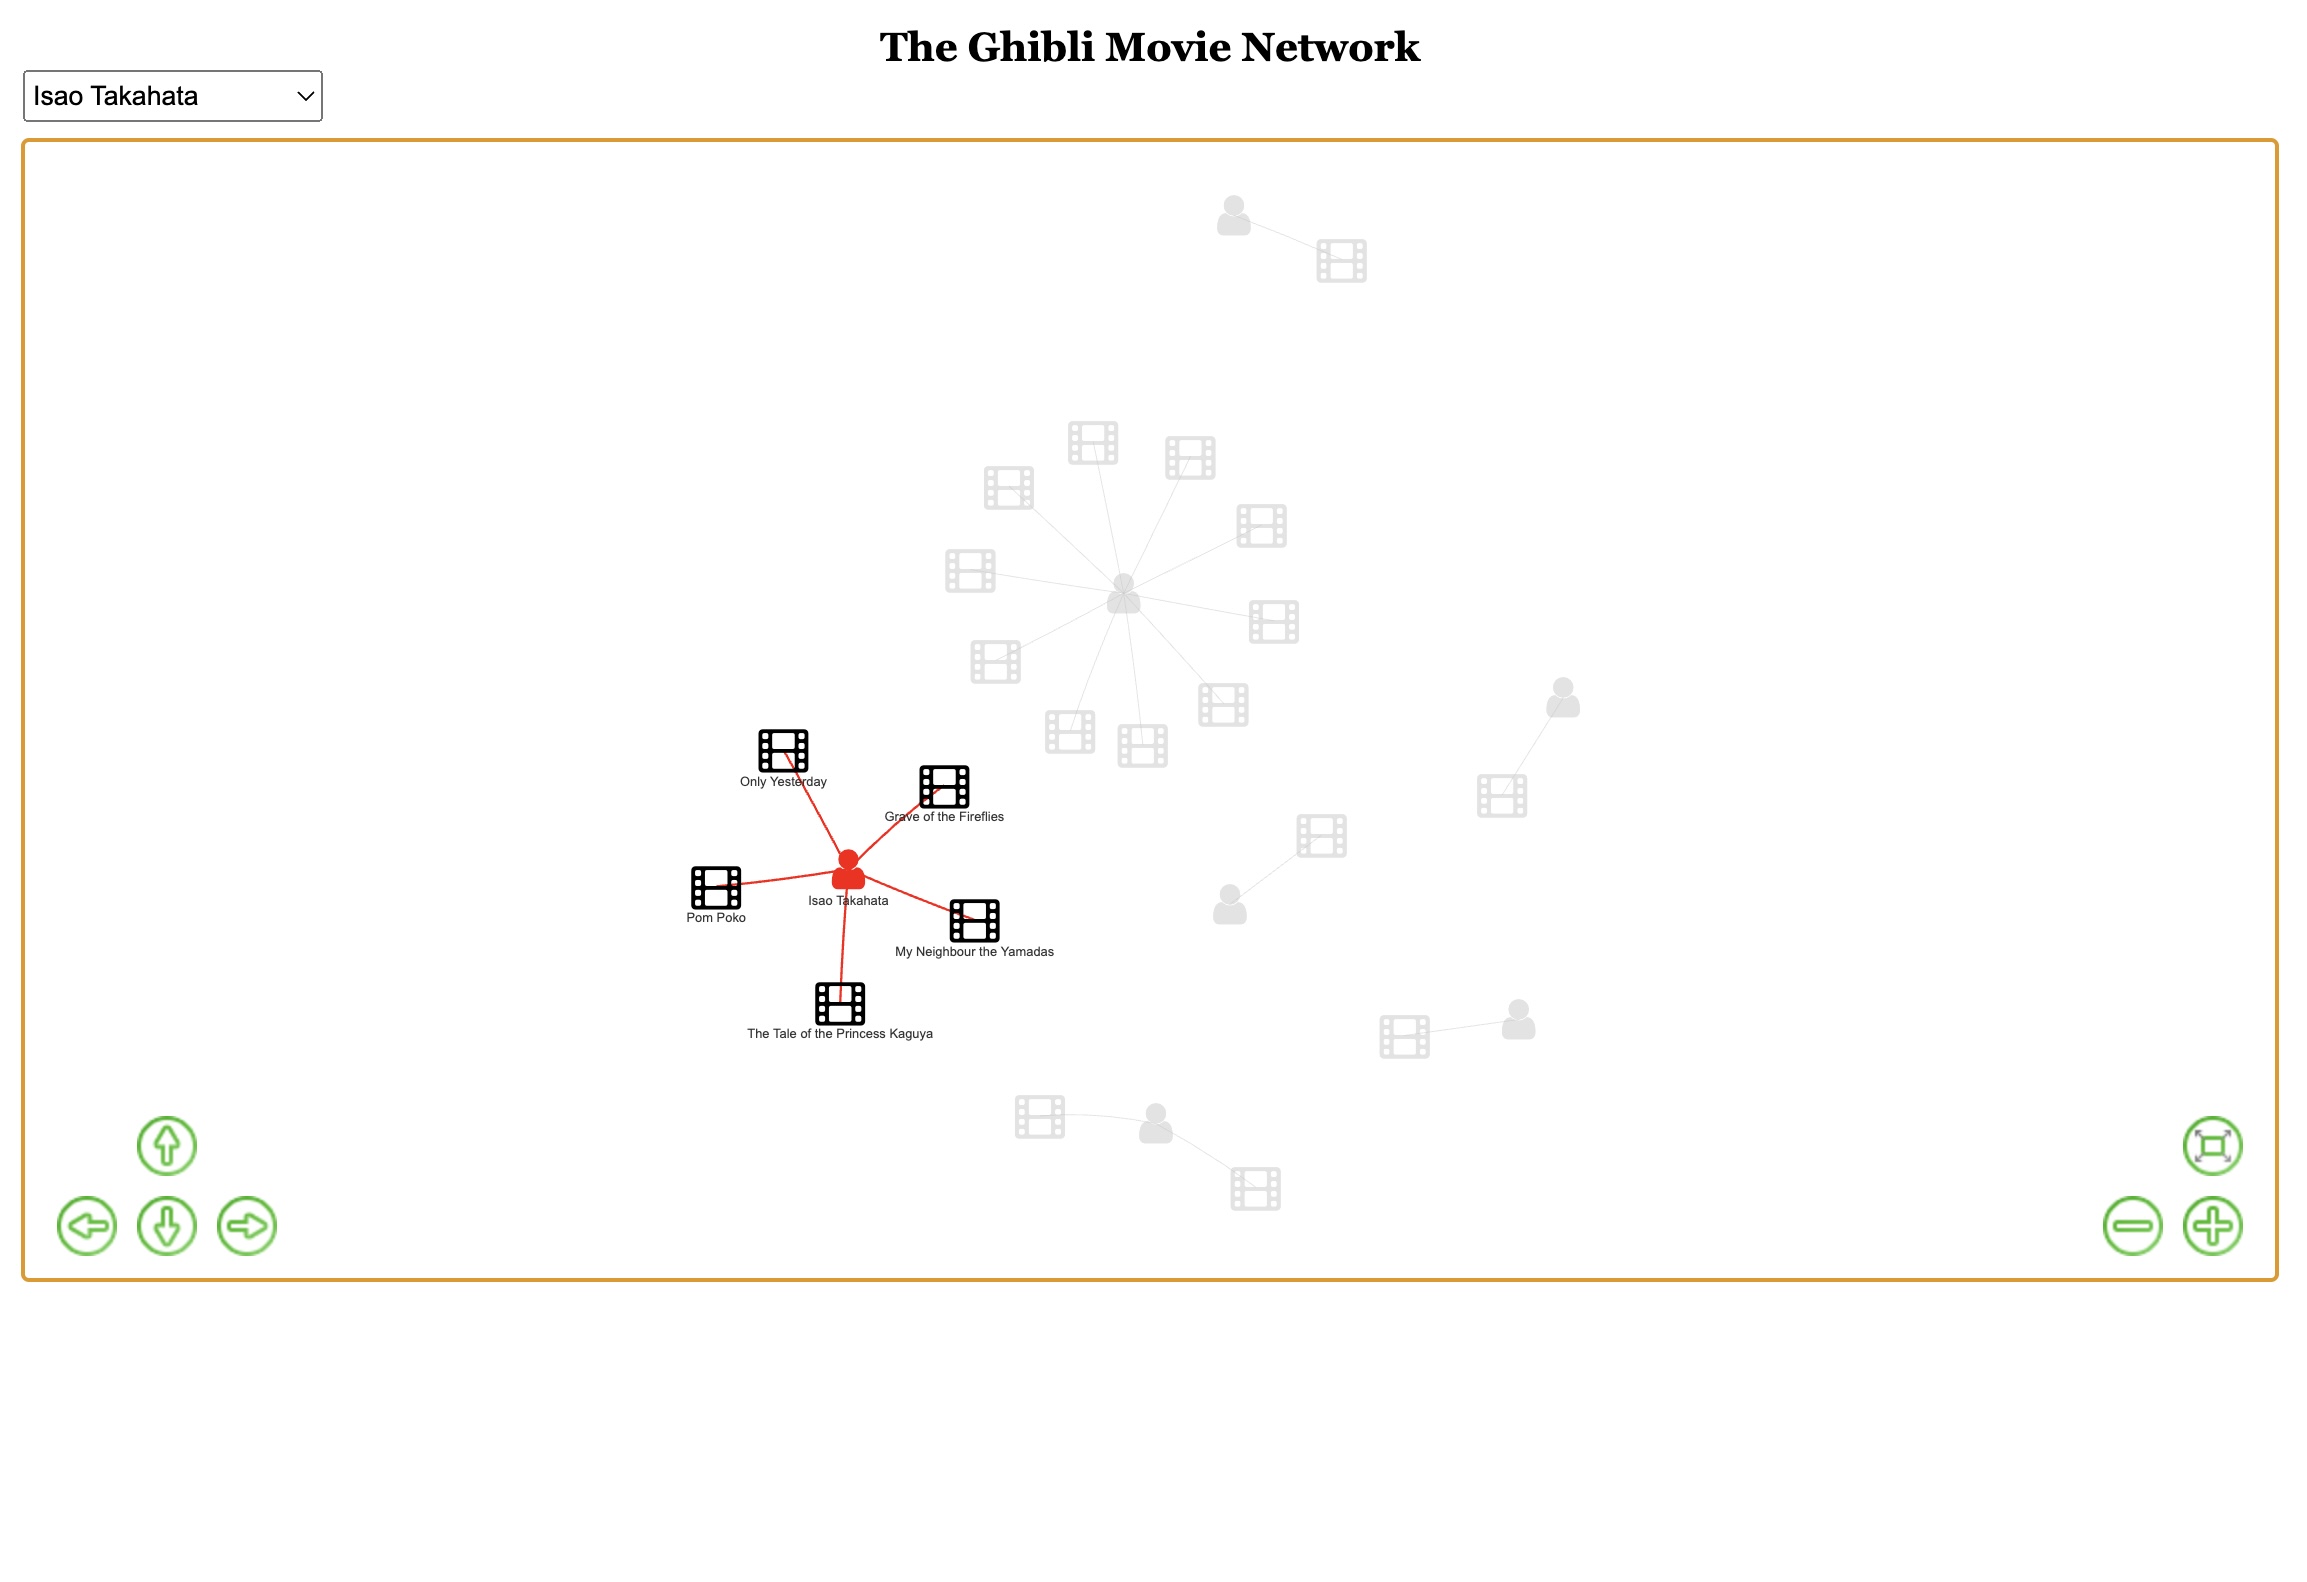 The Ghibli Movie Network
Isao Takahata
Only Yesterday
Grave of the Fireflies
Isao Takahata
Pom Poko
My Neighbour the Yamadas
The Tale of the Princess Kaguya